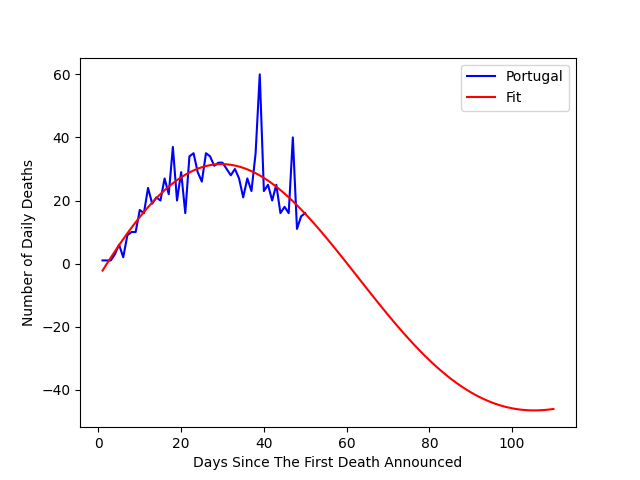 Portugal
Fit
60
40
20
0
−20
−40
Number of Daily Deaths
0 20 40 60 80 100
Days Since The First Death Announced